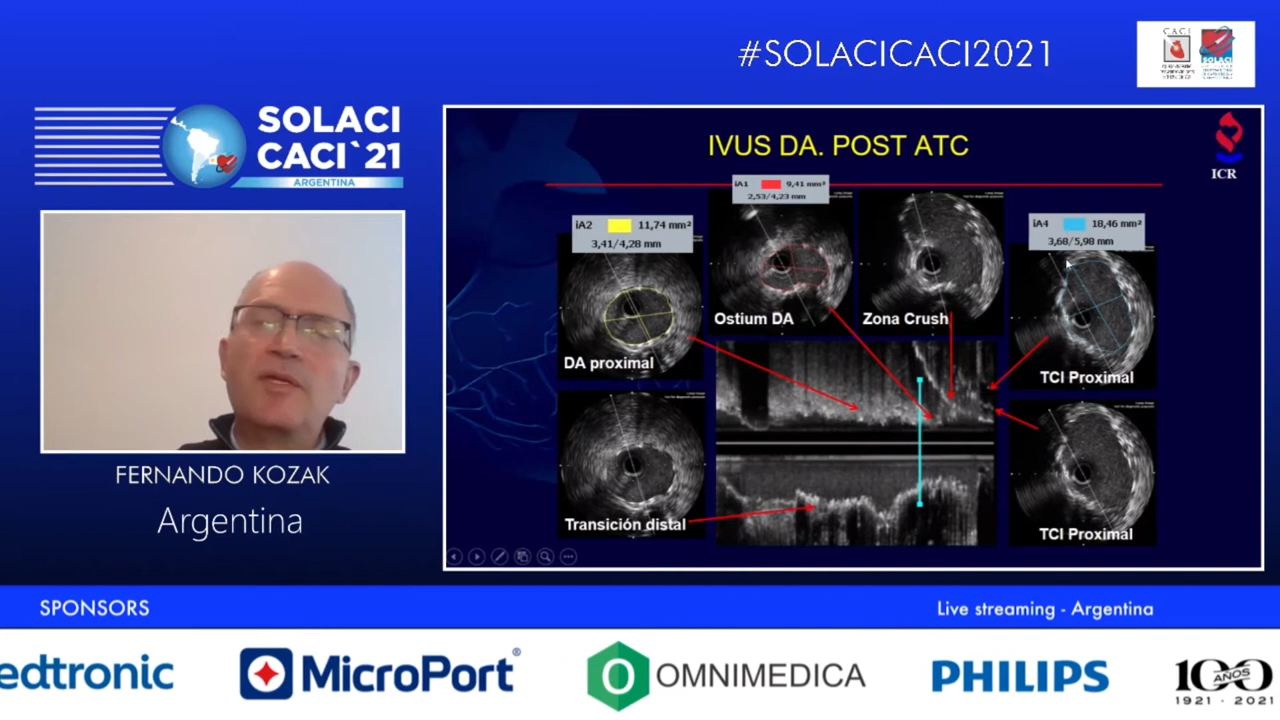 #SOLACICACI2021
CACI
SOLACI
SOLACI
CACI`21
ARGENTINA
FERNANDO KOZAK
Argentina
IVUS DA. POST ATC
ICR
iA2 11,74 mm²
3,41/4,28 mm
iA1 9,41 mm²
2,53/4,23 mm
iA4 18,46 mm²
3,68/5,98 mm
DA proximal
Ostium DA
Zona Crush
TCI Proximal
Transición distal
TCI Proximal
SPONSORS
Live streaming - Argentina
edtronic
MicroPort®
OMNIMEDICA
PHILIPS
100
AÑOS
1921 - 2021